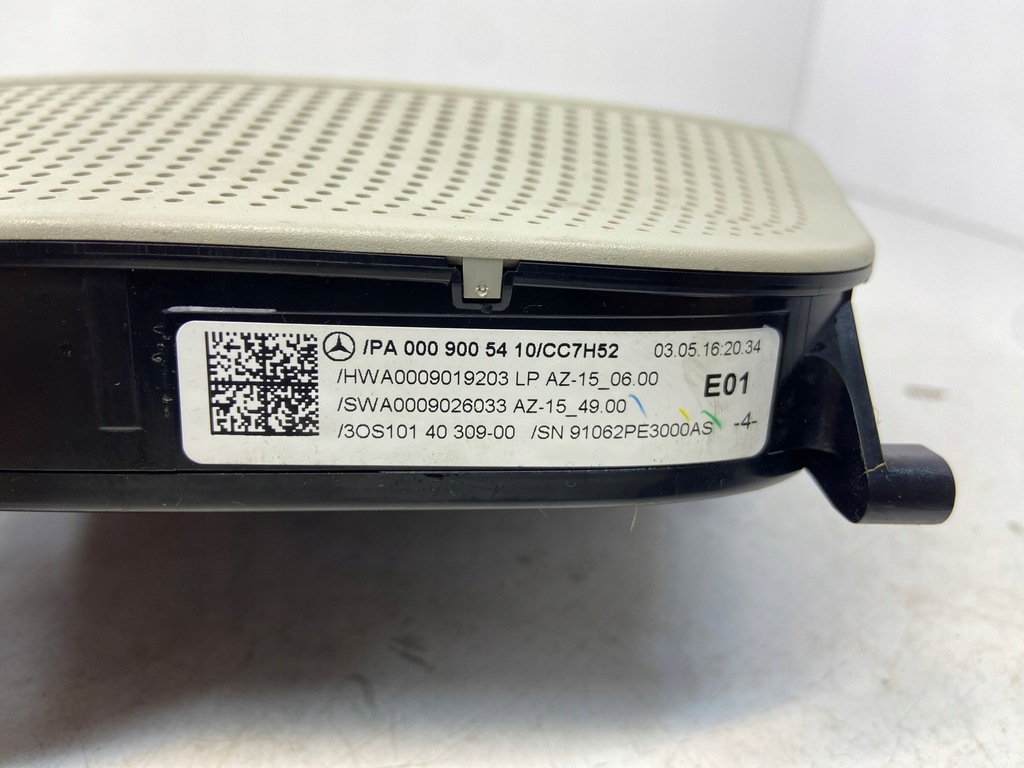 /PA 000 900 54 10/CC7H52 03.05.16:20.34
/HWA0009019203 LP AZ-15_06.00 E01
/SWA0009026033 AZ-15_49.00
/3OS101 40 309-00 /SN 91062PE3000AS -4-